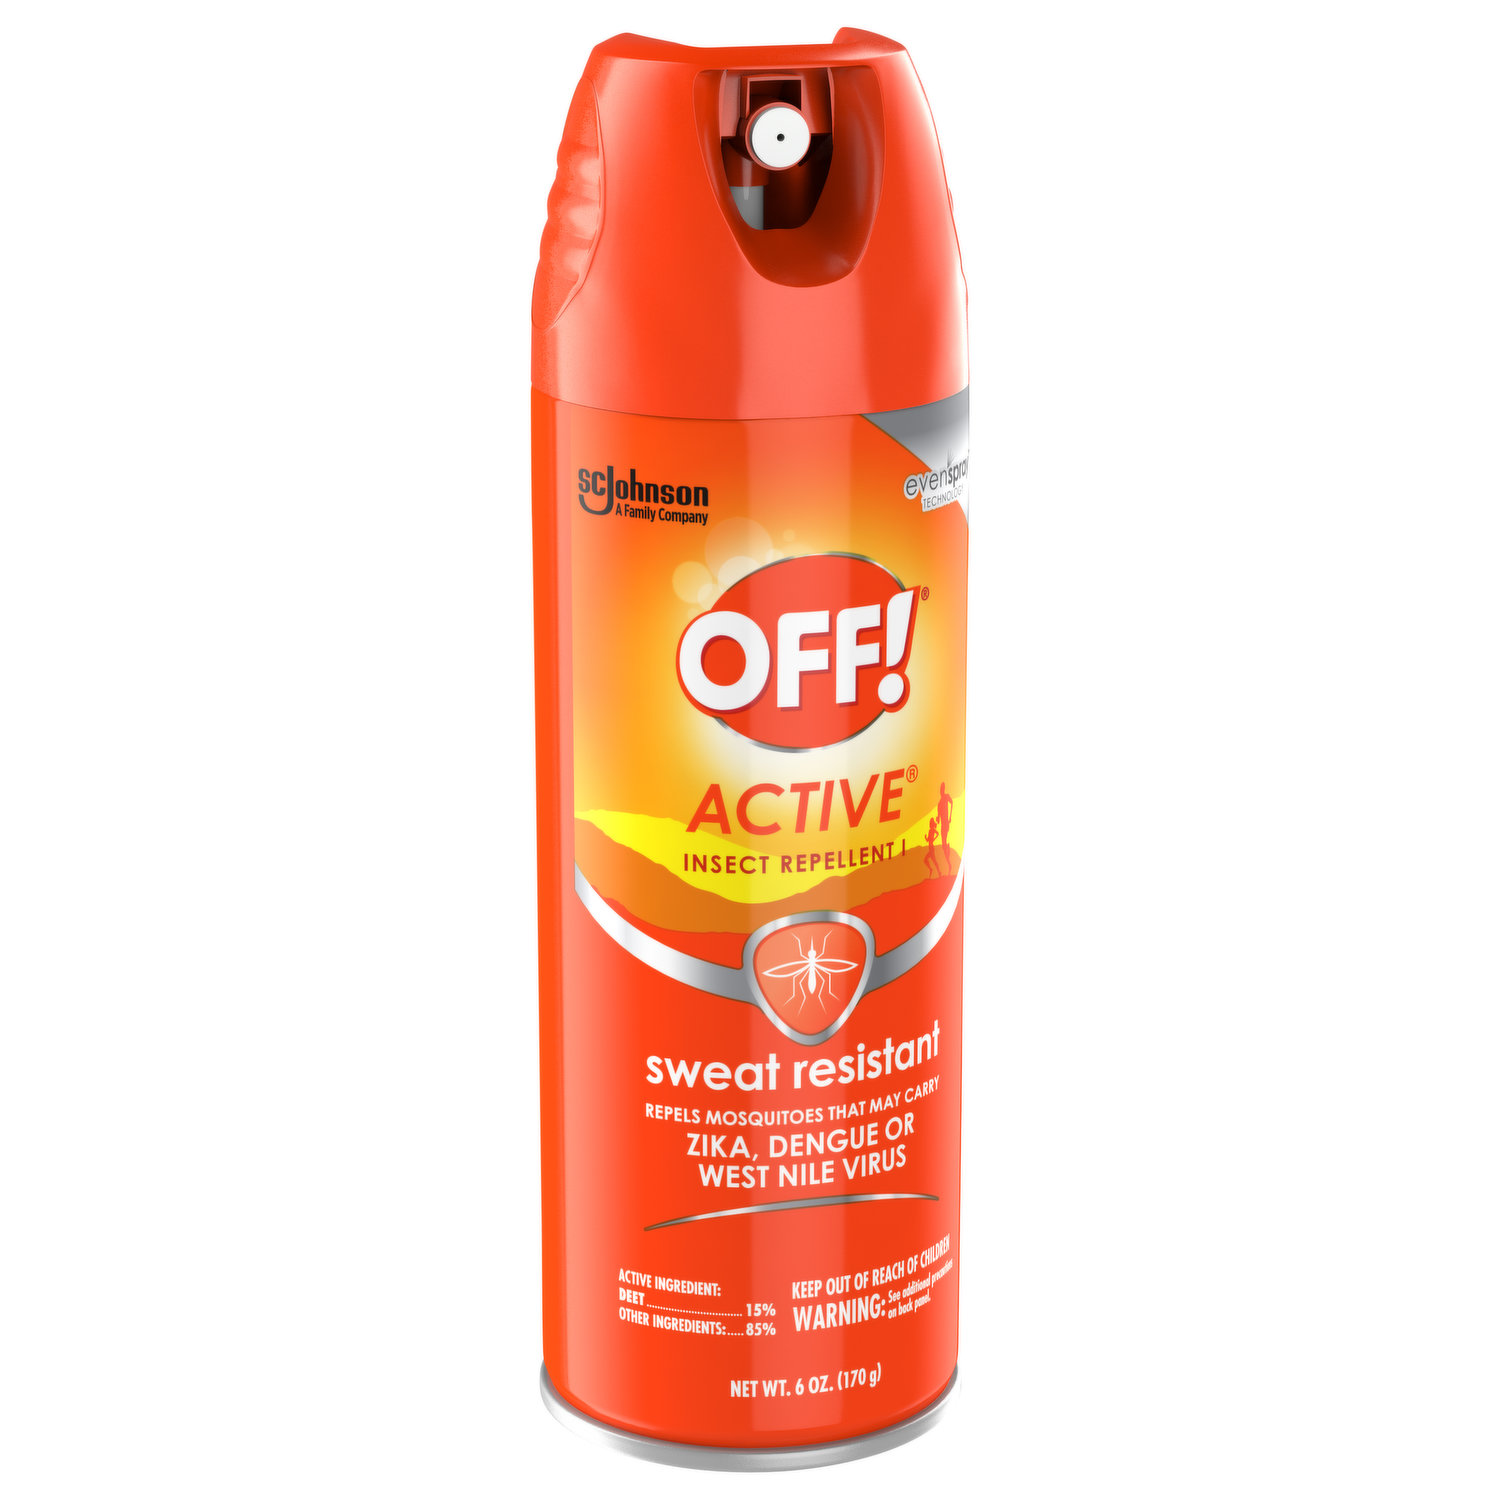 SC Johnson
A Family Company
evenspray
TECHNOLOGY
OFF!®
ACTIVE®
INSECT REPELLENT I
sweat resistant
REPELS MOSQUITOES THAT MAY CARRY
ZIKA, DENGUE OR
WEST NILE VIRUS
ACTIVE INGREDIENT:
DEET.............................. 15%
OTHER INGREDIENTS:..... 85%
KEEP OUT OF REACH OF CHILDREN
WARNING: See additional precautions
on back panel.
NET WT. 6 OZ. (170 g)